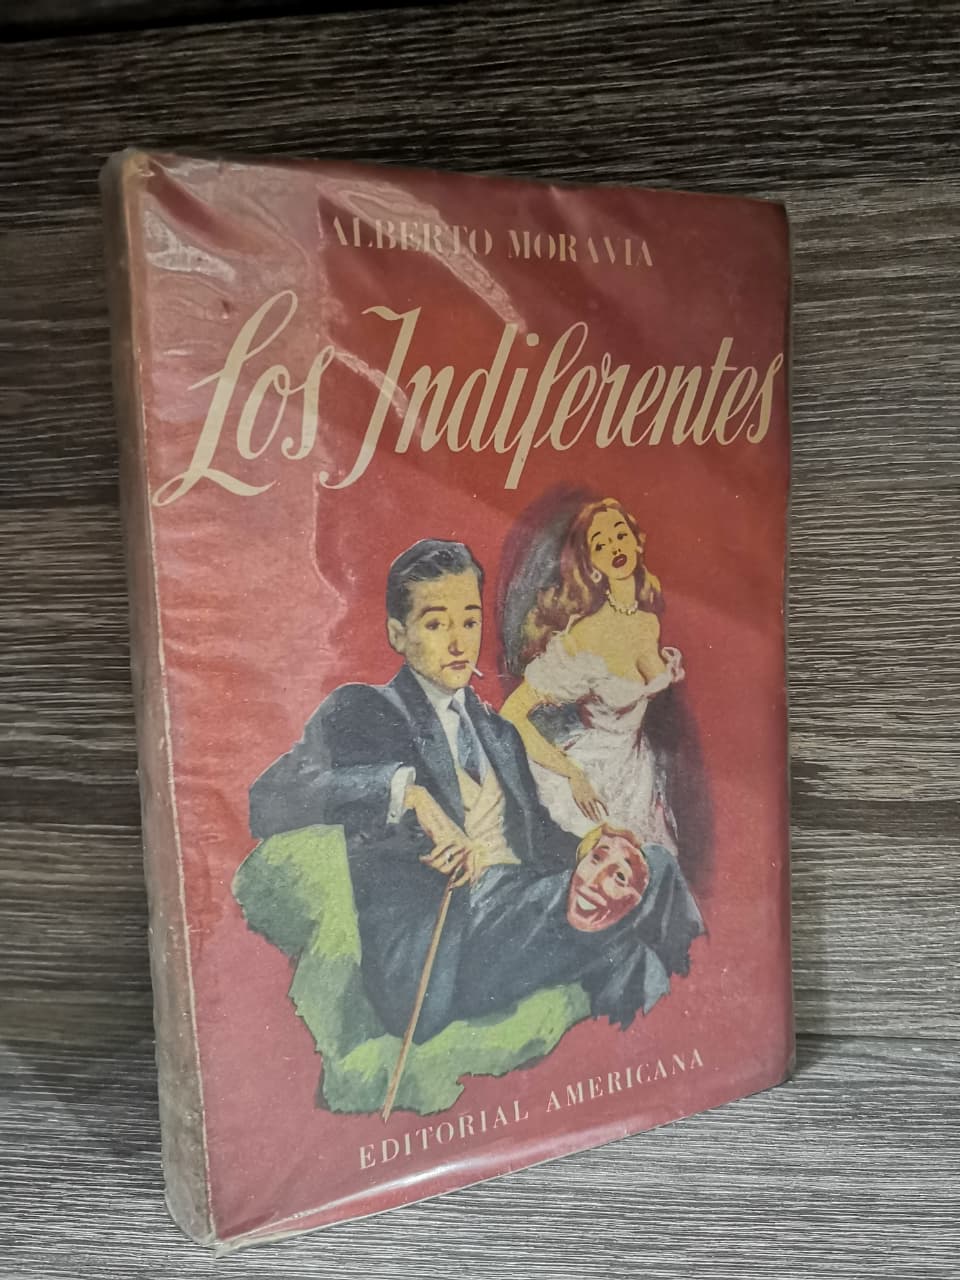 ALBERTO MORAVIA
Los Indiferentes
EDITORIAL AMERICANA